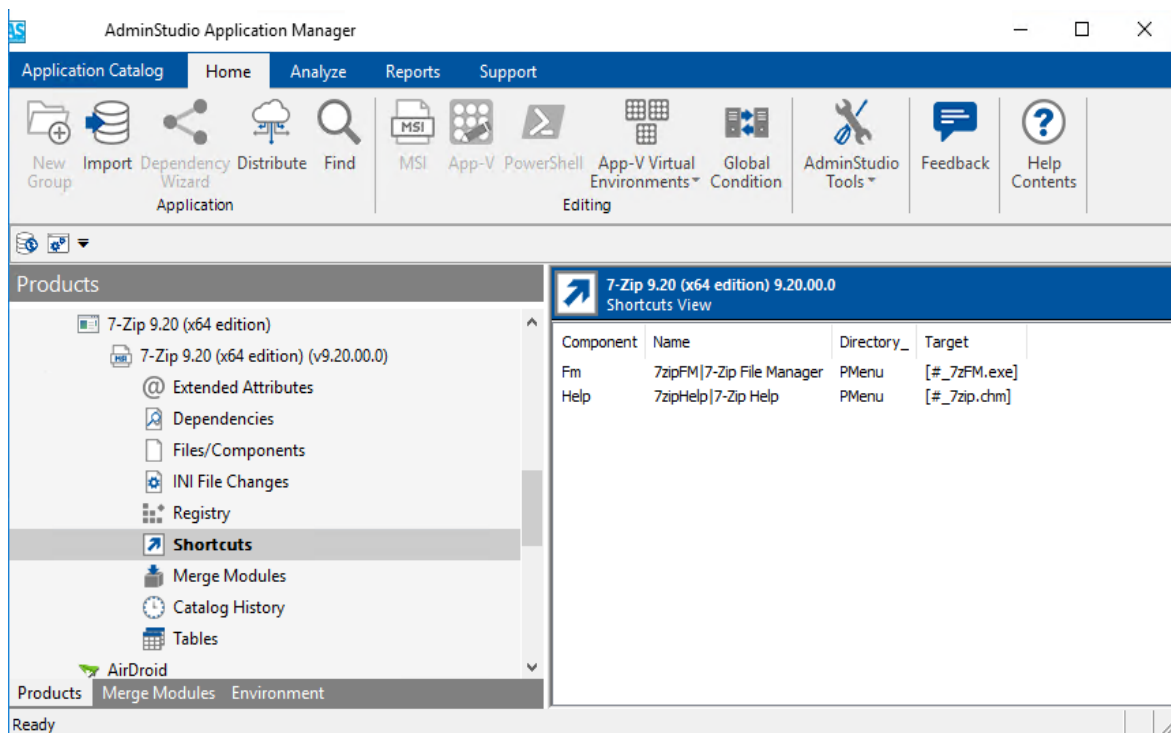 AS AdminStudio Application Manager
Application Catalog Home Analyze Reports Support
MSI
New Group Import Dependency Wizard Distribute Find MSI App-V PowerShell App-V Virtual Environments Global Condition AdminStudio Tools Feedback Help Contents
Application Editing
Products
7-Zip 9.20 (x64 edition) 9.20.00.0
Shortcuts View
7-Zip 9.20 (x64 edition)
7-Zip 9.20 (x64 edition) (v9.20.00.0)
@ Extended Attributes
Dependencies
Files/Components
INI File Changes
Registry
Shortcuts
Merge Modules
Catalog History
Tables
AirDroid
Component Name Directory_ Target
Fm 7zipFM|7-Zip File Manager PMenu [#_7zFM.exe]
Help 7zipHelp|7-Zip Help PMenu [#_7zip.chm]
Products Merge Modules Environment
Ready